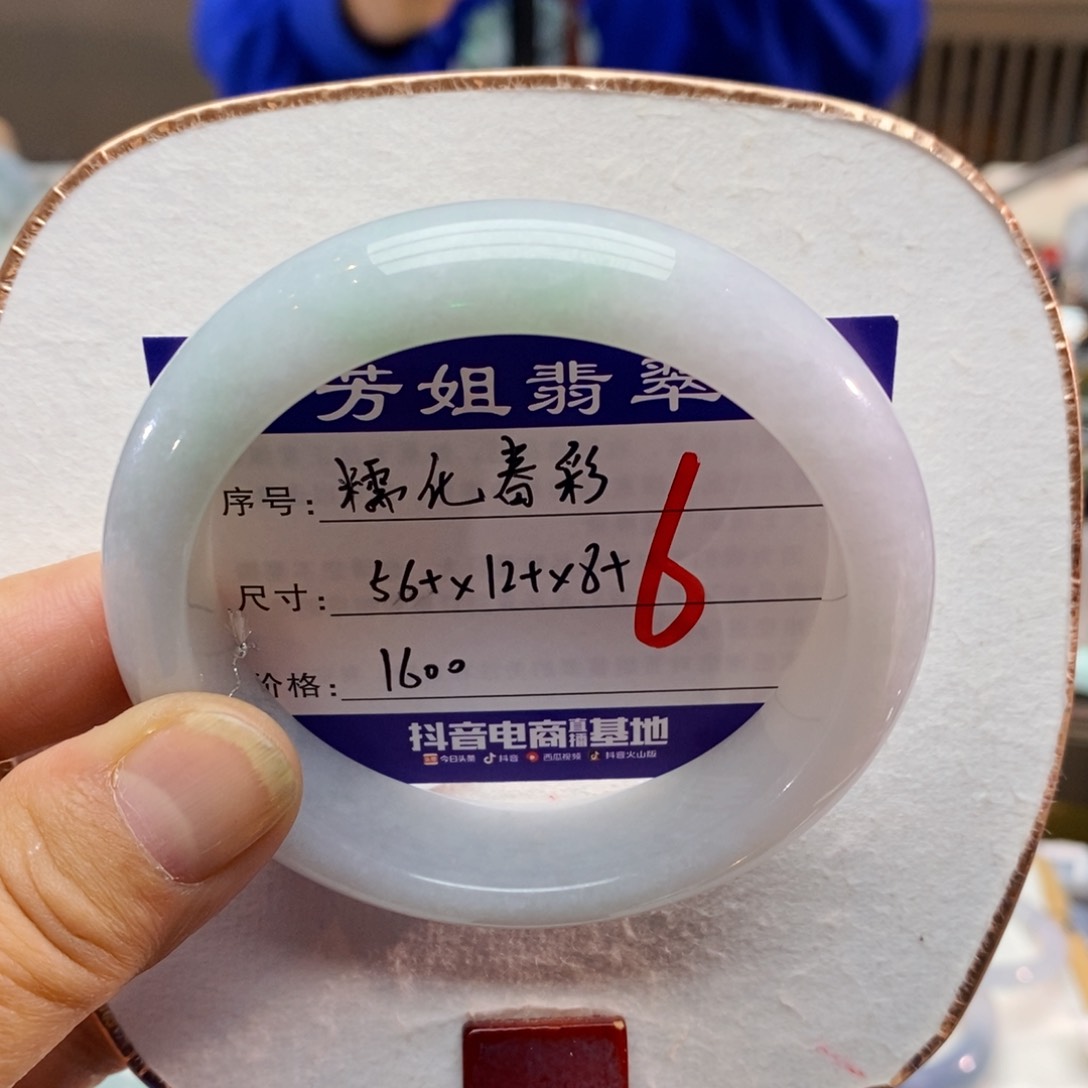 芳姐翡翠
序号：糯化春彩
尺寸：56+x12+x8+
6
价格：1600
抖音电商直播基地
今日头条 抖音 西瓜视频 抖音火山版